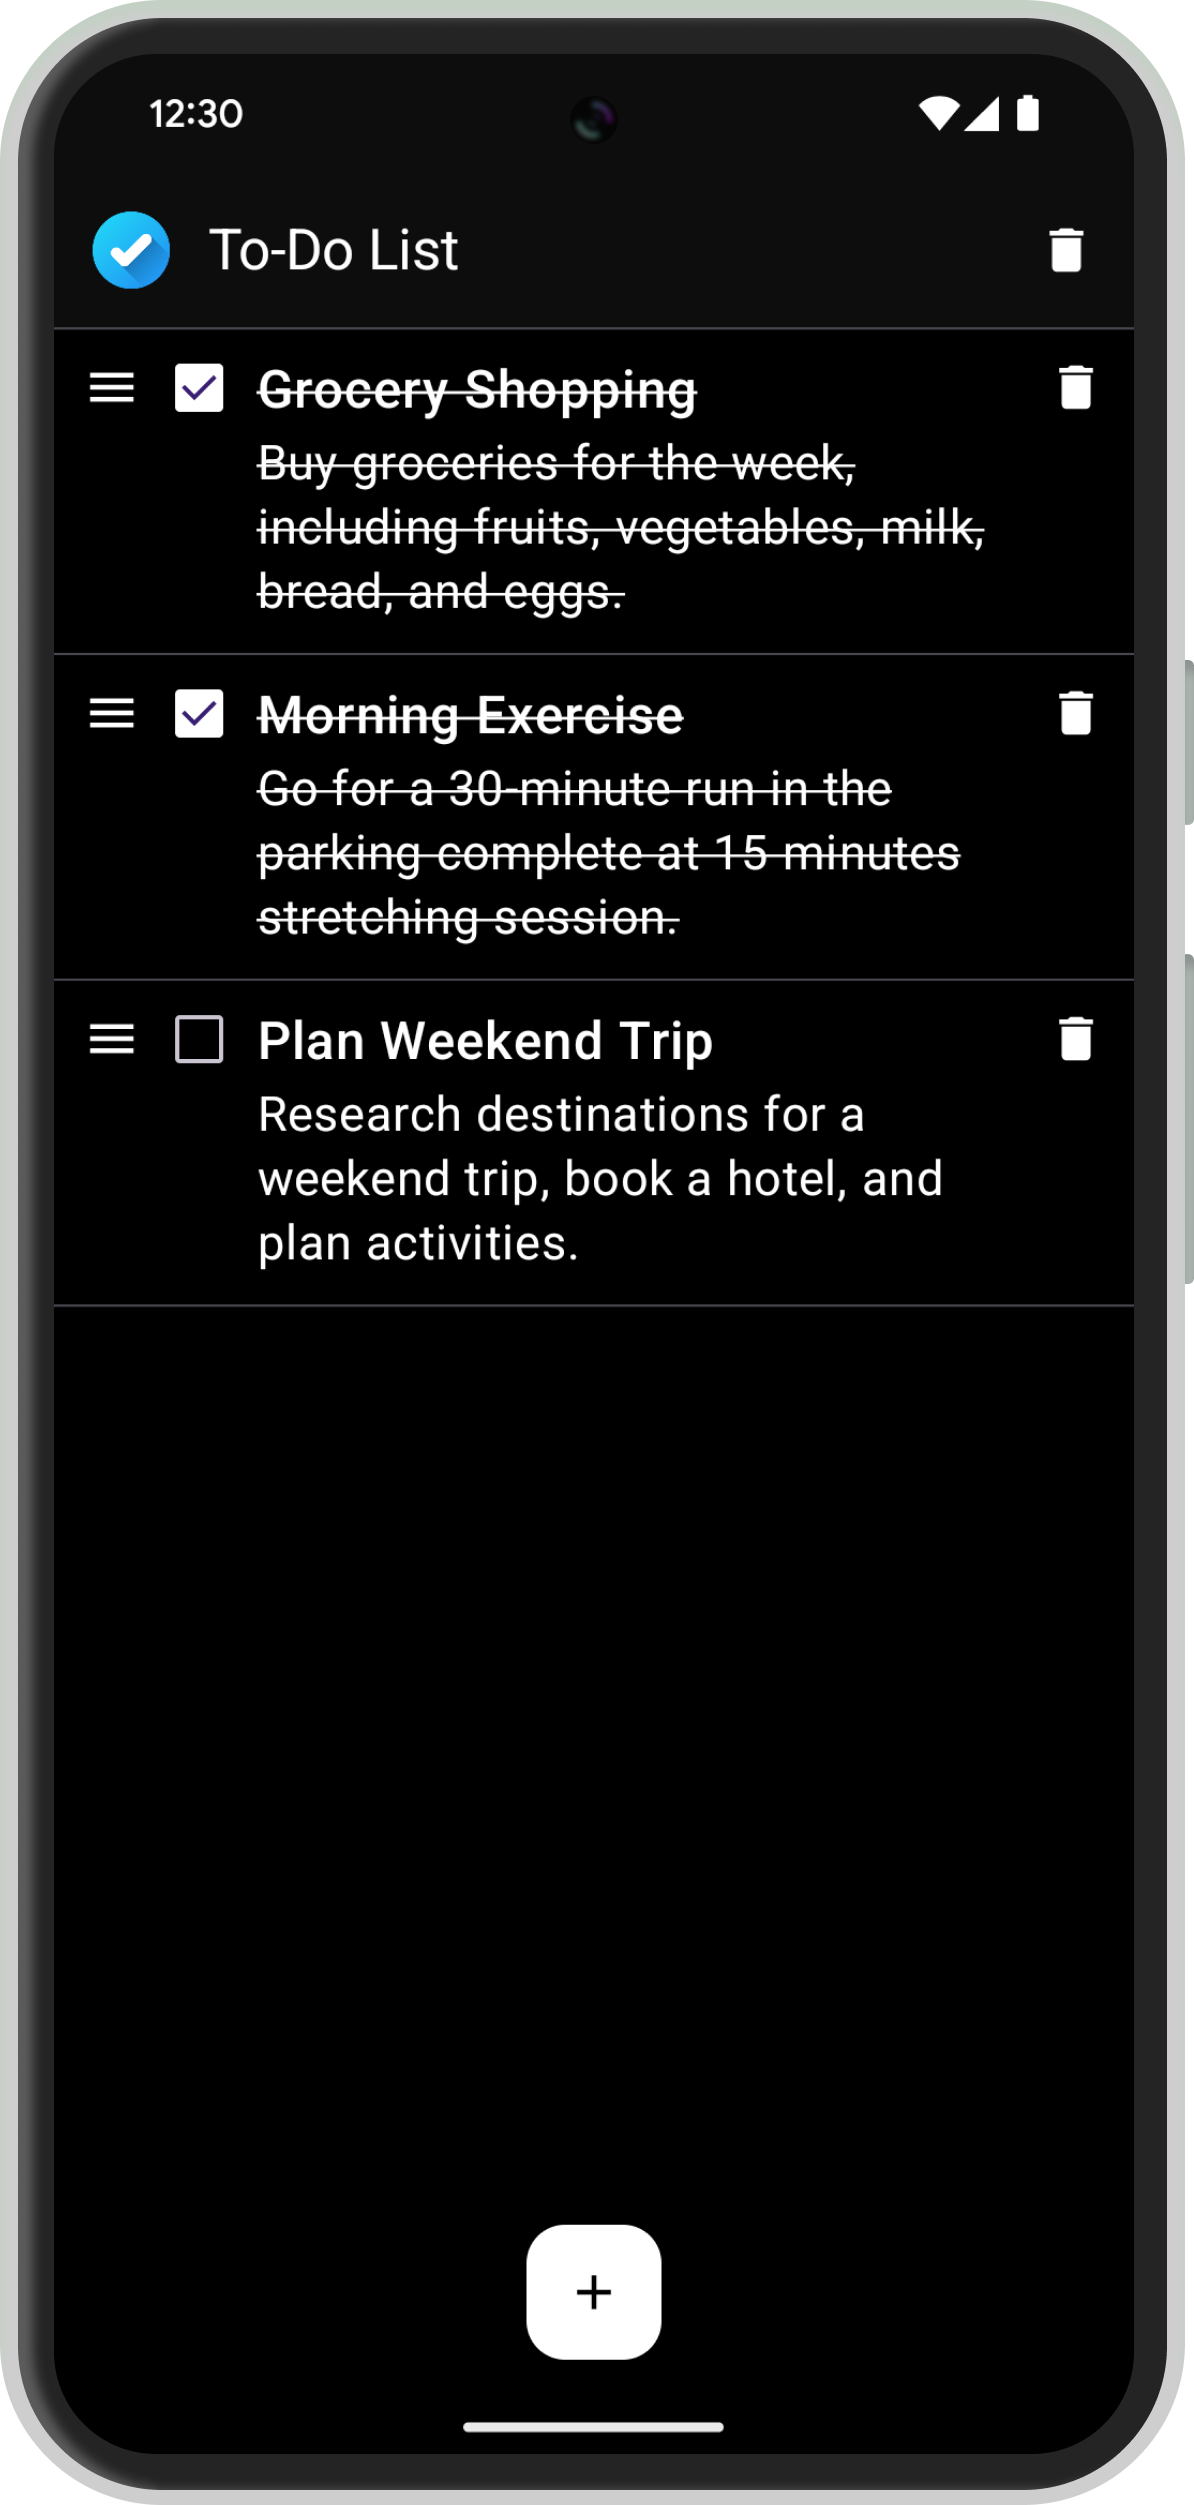 12:30
To-Do List
Grocery Shopping
Buy groceries for the week,
including fruits, vegetables, milk,
bread, and eggs.
Morning Exercise
Go for a 30-minute run in the
parking complete at 15 minutes
stretching session.
Plan Weekend Trip
Research destinations for a
weekend trip, book a hotel, and
plan activities.